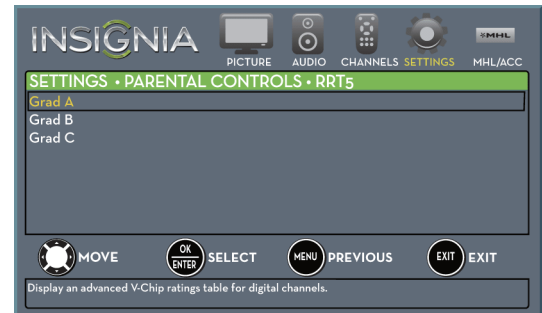 INSIGNIA
PICTURE AUDIO CHANNELS SETTINGS MHL MHL/ACC
SETTINGS • PARENTAL CONTROLS • RRT5
Grad A
Grad B
Grad C
MOVE OK ENTER SELECT MENU PREVIOUS EXIT EXIT
Display an advanced V-Chip ratings table for digital channels.